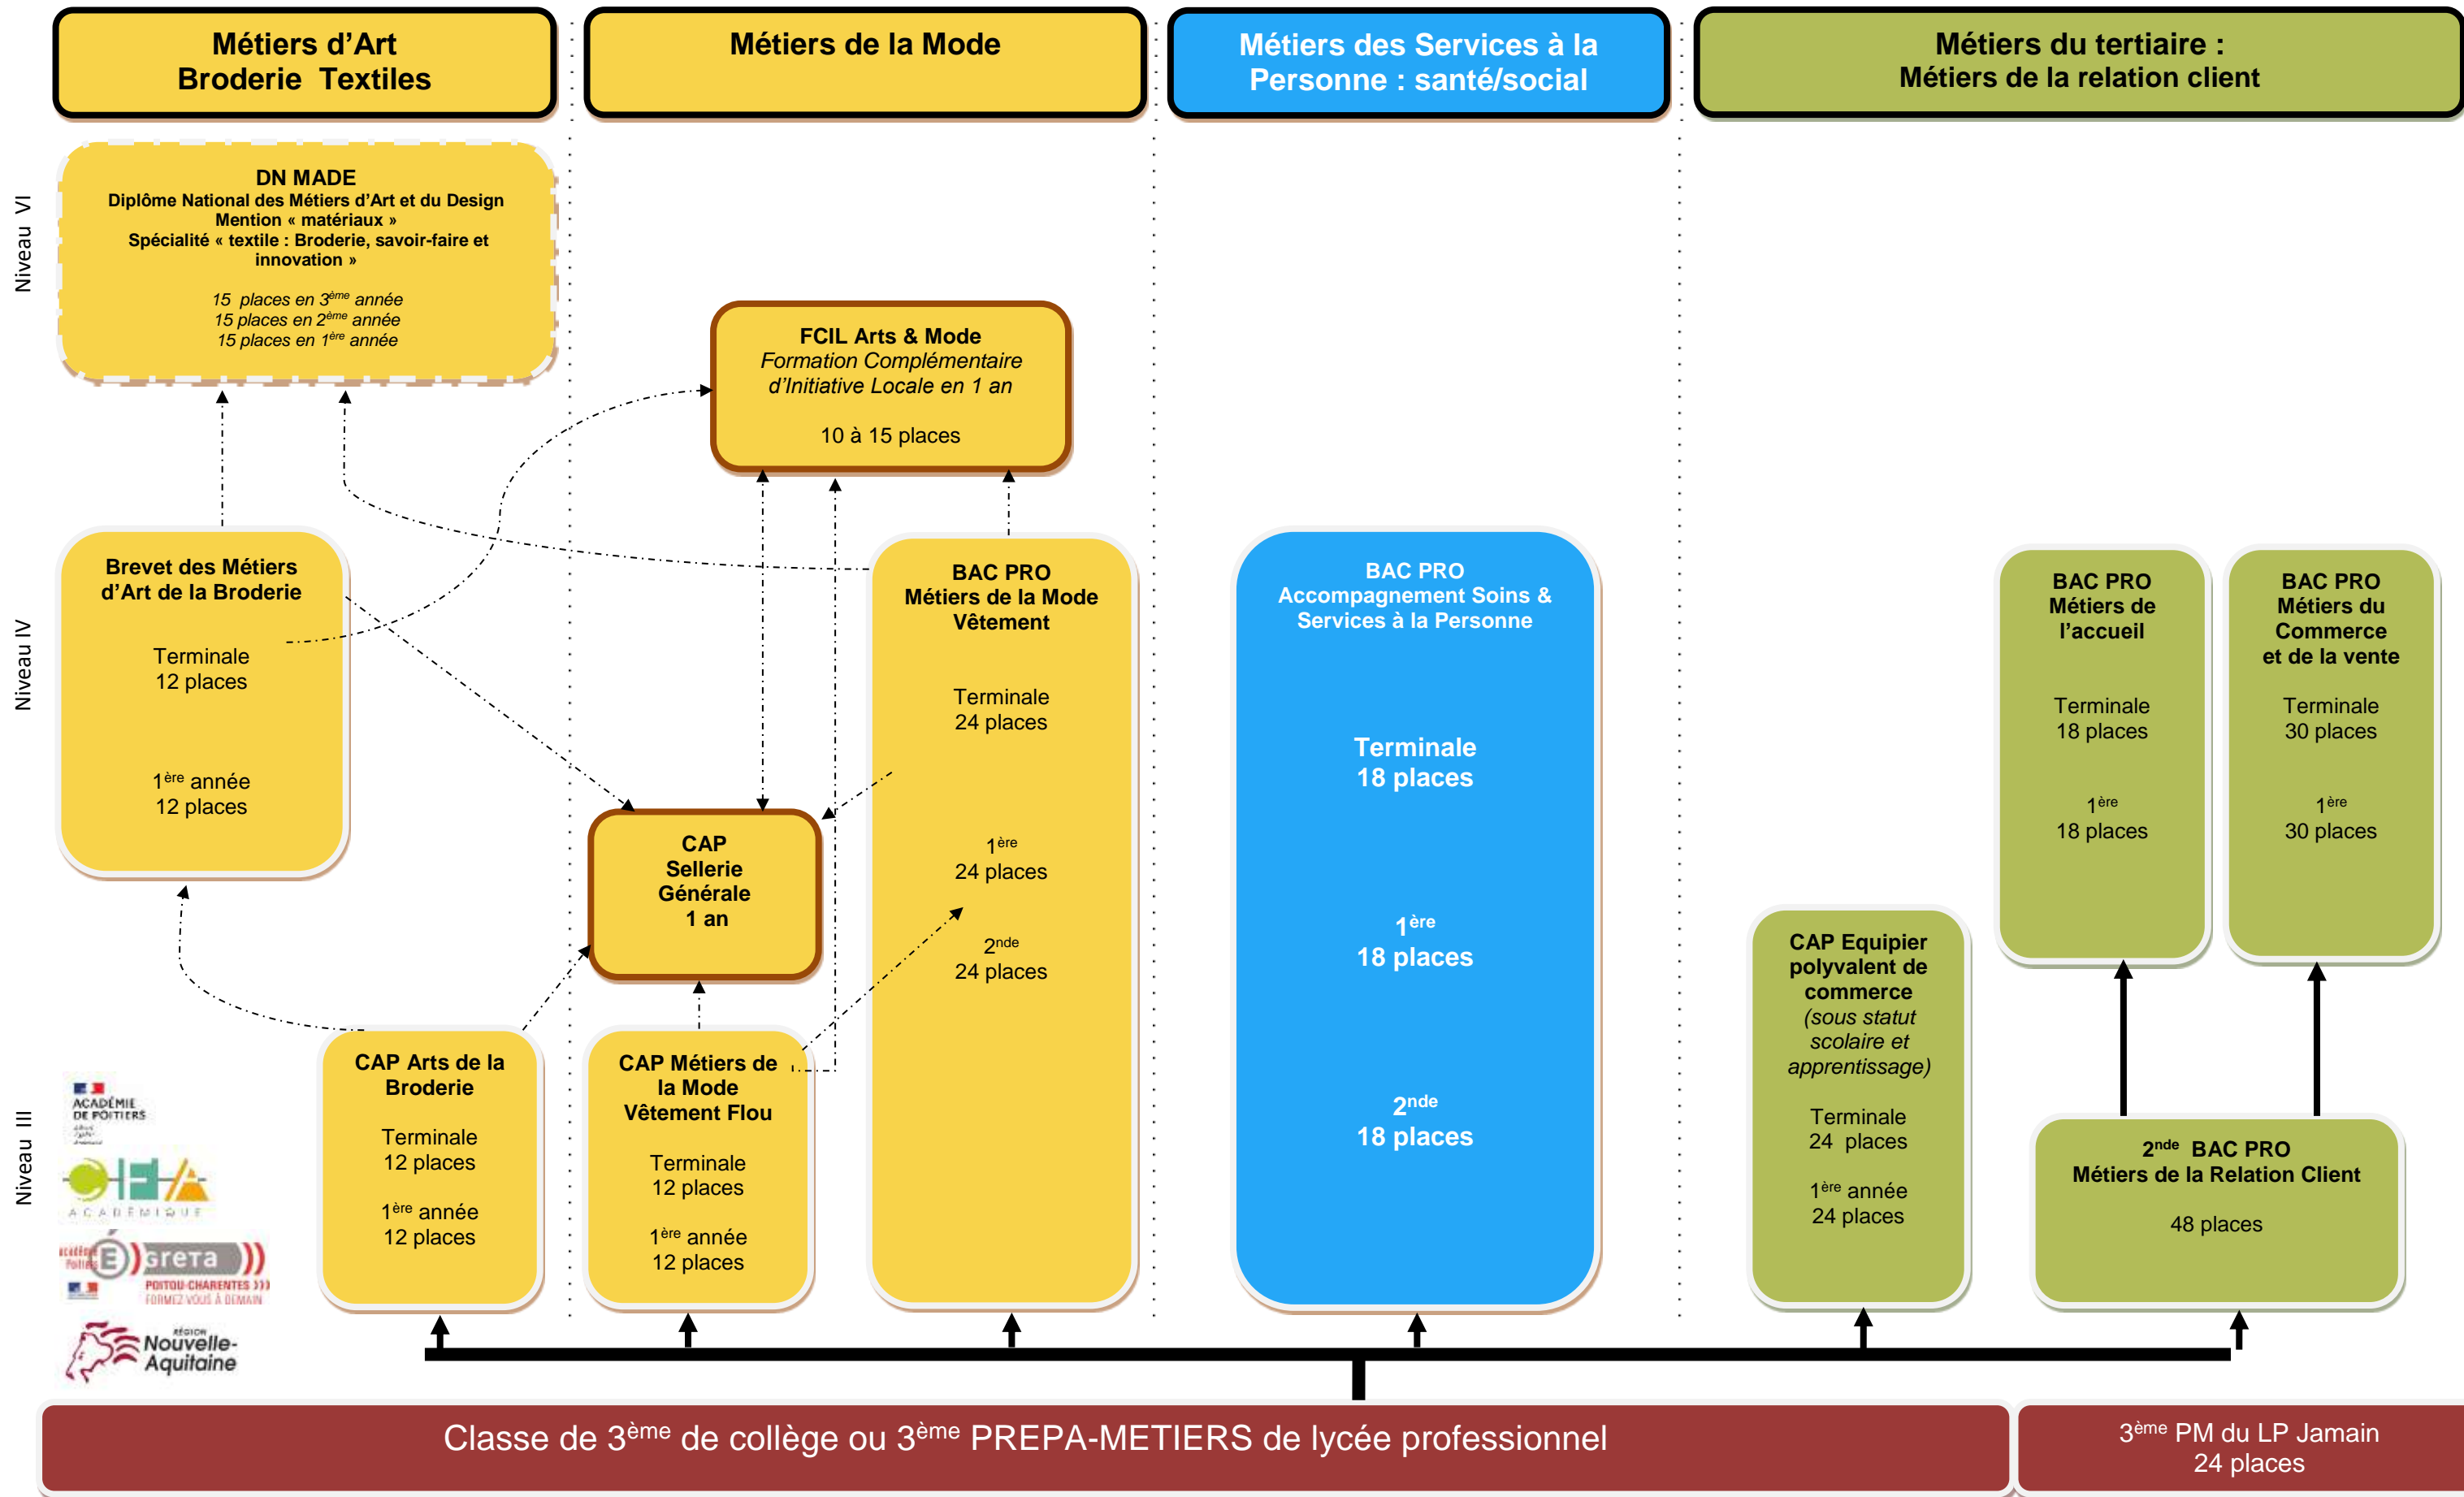 Métiers d’Art
Broderie Textiles
Métiers de la Mode
Métiers des Services à la
Personne : santé/social
Métiers du tertiaire :
Métiers de la relation client
Niveau VI
DN MADE
Diplôme National des Métiers d’Art et du Design
Mention « matériaux »
Spécialité « textile : Broderie, savoir-faire et
innovation »
15 places en 3ème année
15 places en 2ème année
15 places en 1ère année
FCIL Arts & Mode
Formation Complémentaire
d’Initiative Locale en 1 an
10 à 15 places
Niveau IV
Brevet des Métiers
d’Art de la Broderie
Terminale
12 places
1ère année
12 places
CAP
Sellerie
Générale
1 an
BAC PRO
Métiers de la Mode
Vêtement
Terminale
24 places
1ère
24 places
2nde
24 places
BAC PRO
Accompagnement Soins &
Services à la Personne
Terminale
18 places
1ère
18 places
2nde
18 places
BAC PRO
Métiers de
l’accueil
Terminale
18 places
1ère
18 places
BAC PRO
Métiers du
Commerce
et de la vente
Terminale
30 places
1ère
30 places
Niveau III
CAP Arts de la
Broderie
Terminale
12 places
1ère année
12 places
CAP Métiers de
la Mode
Vêtement Flou
Terminale
12 places
1ère année
12 places
CAP Equipier
polyvalent de
commerce
(sous statut
scolaire et
apprentissage)
Terminale
24 places
1ère année
24 places
2nde BAC PRO
Métiers de la Relation Client
48 places
ACADÉMIE
DE POITIERS
CFA
ACADÉMIQUE
académie
Poitiers
É
greta
POITOU-CHARENTES
FORMEZ-VOUS À DEMAIN
RÉGION
Nouvelle-
Aquitaine
Classe de 3ème de collège ou 3ème PREPA-METIERS de lycée professionnel
3ème PM du LP Jamain
24 places